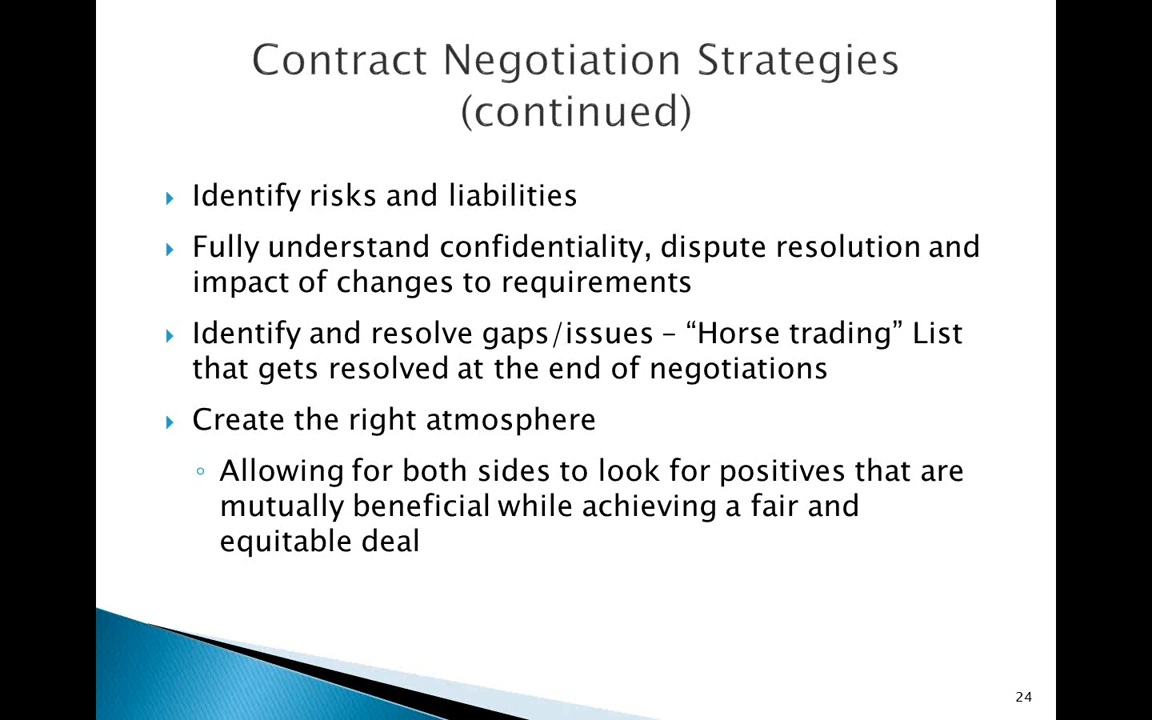 Contract Negotiation Strategies
(continued)
Identify risks and liabilities
Fully understand confidentiality, dispute resolution and
impact of changes to requirements
Identify and resolve gaps/issues – “Horse trading” List
that gets resolved at the end of negotiations
Create the right atmosphere
Allowing for both sides to look for positives that are
mutually beneficial while achieving a fair and
equitable deal
24